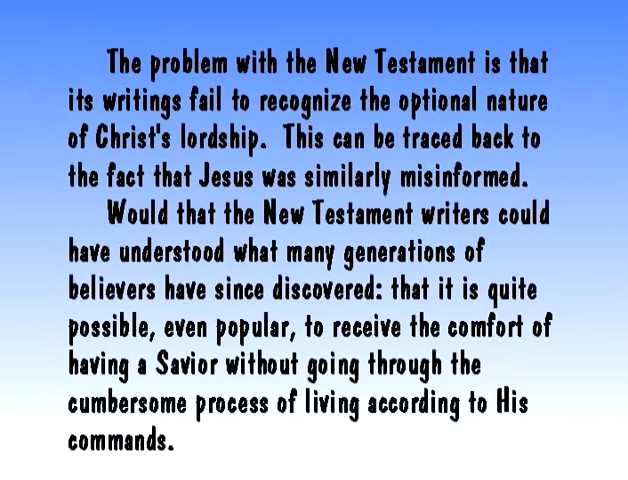 The problem with the New Testament is that
its writings fail to recognize the optional nature
of Christ's lordship. This can be traced back to
the fact that Jesus was similarly misinformed.
Would that the New Testament writers could
have understood what many generations of
believers have since discovered: that it is quite
possible, even popular, to receive the comfort of
having a Savior without going through the
cumbersome process of living according to His
commands.